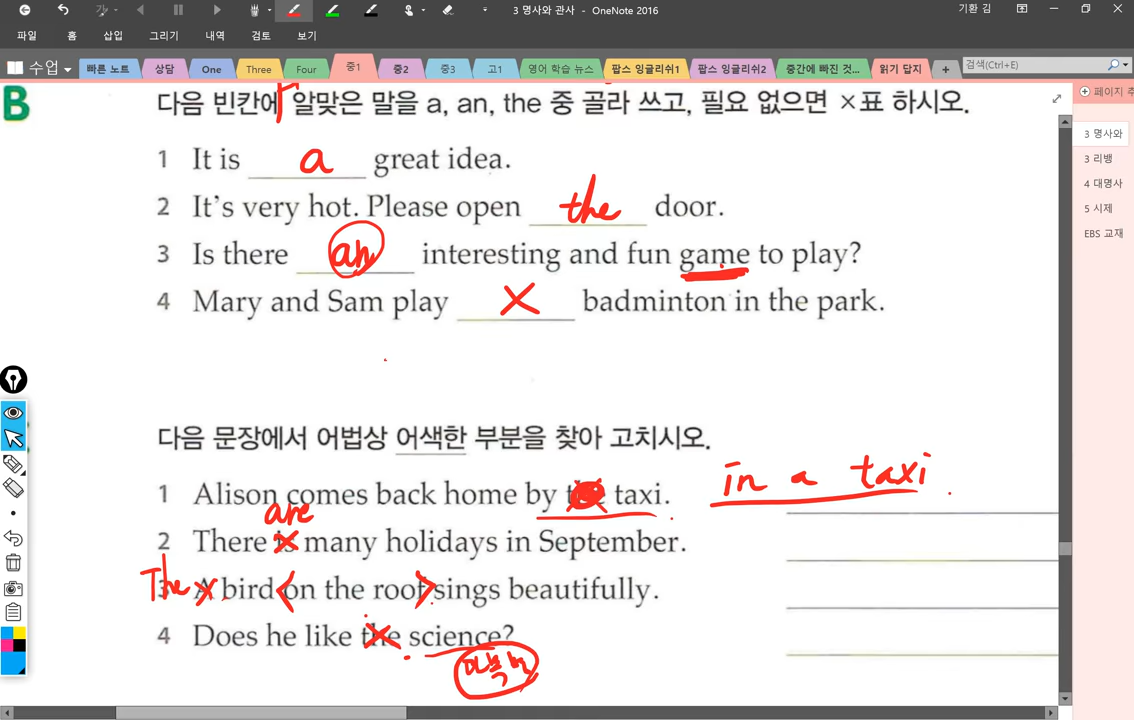 3 명사와 관사 - OneNote 2016
기환 김
파일 홈 삽입 그리기 내역 검토 보기
수업 빠른 노트 상담 One Three Four 중1 중2 중3 고1 영어 학습 뉴스 팝스 잉글리쉬1 팝스 잉글리쉬2 중간에 빠진 것... 읽기 답지 +
검색(Ctrl+E)
페이지 추
3 명사와
3 리뱅
4 대명사
5 시제
EBS 교재
B
다음 빈칸에 알맞은 말을 a, an, the 중 골라 쓰고, 필요 없으면 ×표 하시오.
1 It is a great idea.
2 It's very hot. Please open the door.
3 Is there an interesting and fun game to play?
4 Mary and Sam play × badminton in the park.
다음 문장에서 어법상 어색한 부분을 찾아 고치시오.
1 Alison comes back home by the taxi. in a taxi
are
2 There is many holidays in September.
The
3 A bird < on the roof > sings beautifully.
4 Does he like the science?